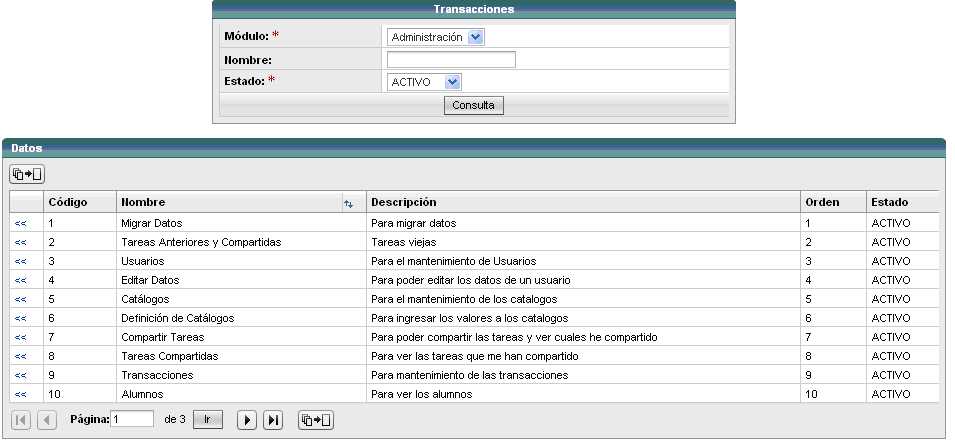 Transacciones
Módulo: * Administración
Nombre:
Estado: * ACTIVO
Consulta
Datos
Código Nombre Descripción Orden Estado
<< 1 Migrar Datos Para migrar datos 1 ACTIVO
<< 2 Tareas Anteriores y Compartidas Tareas viejas 2 ACTIVO
<< 3 Usuarios Para el mantenimiento de Usuarios 3 ACTIVO
<< 4 Editar Datos Para poder editar los datos de un usuario 4 ACTIVO
<< 5 Catálogos Para el mantenimiento de los catalogos 5 ACTIVO
<< 6 Definición de Catálogos Para ingresar los valores a los catalogos 6 ACTIVO
<< 7 Compartir Tareas Para poder compartir las tareas y ver cuales he compartido 7 ACTIVO
<< 8 Tareas Compartidas Para ver las tareas que me han compartido 8 ACTIVO
<< 9 Transacciones Para mantenimiento de las transacciones 9 ACTIVO
<< 10 Alumnos Para ver los alumnos 10 ACTIVO
Página: 1 de 3 Ir